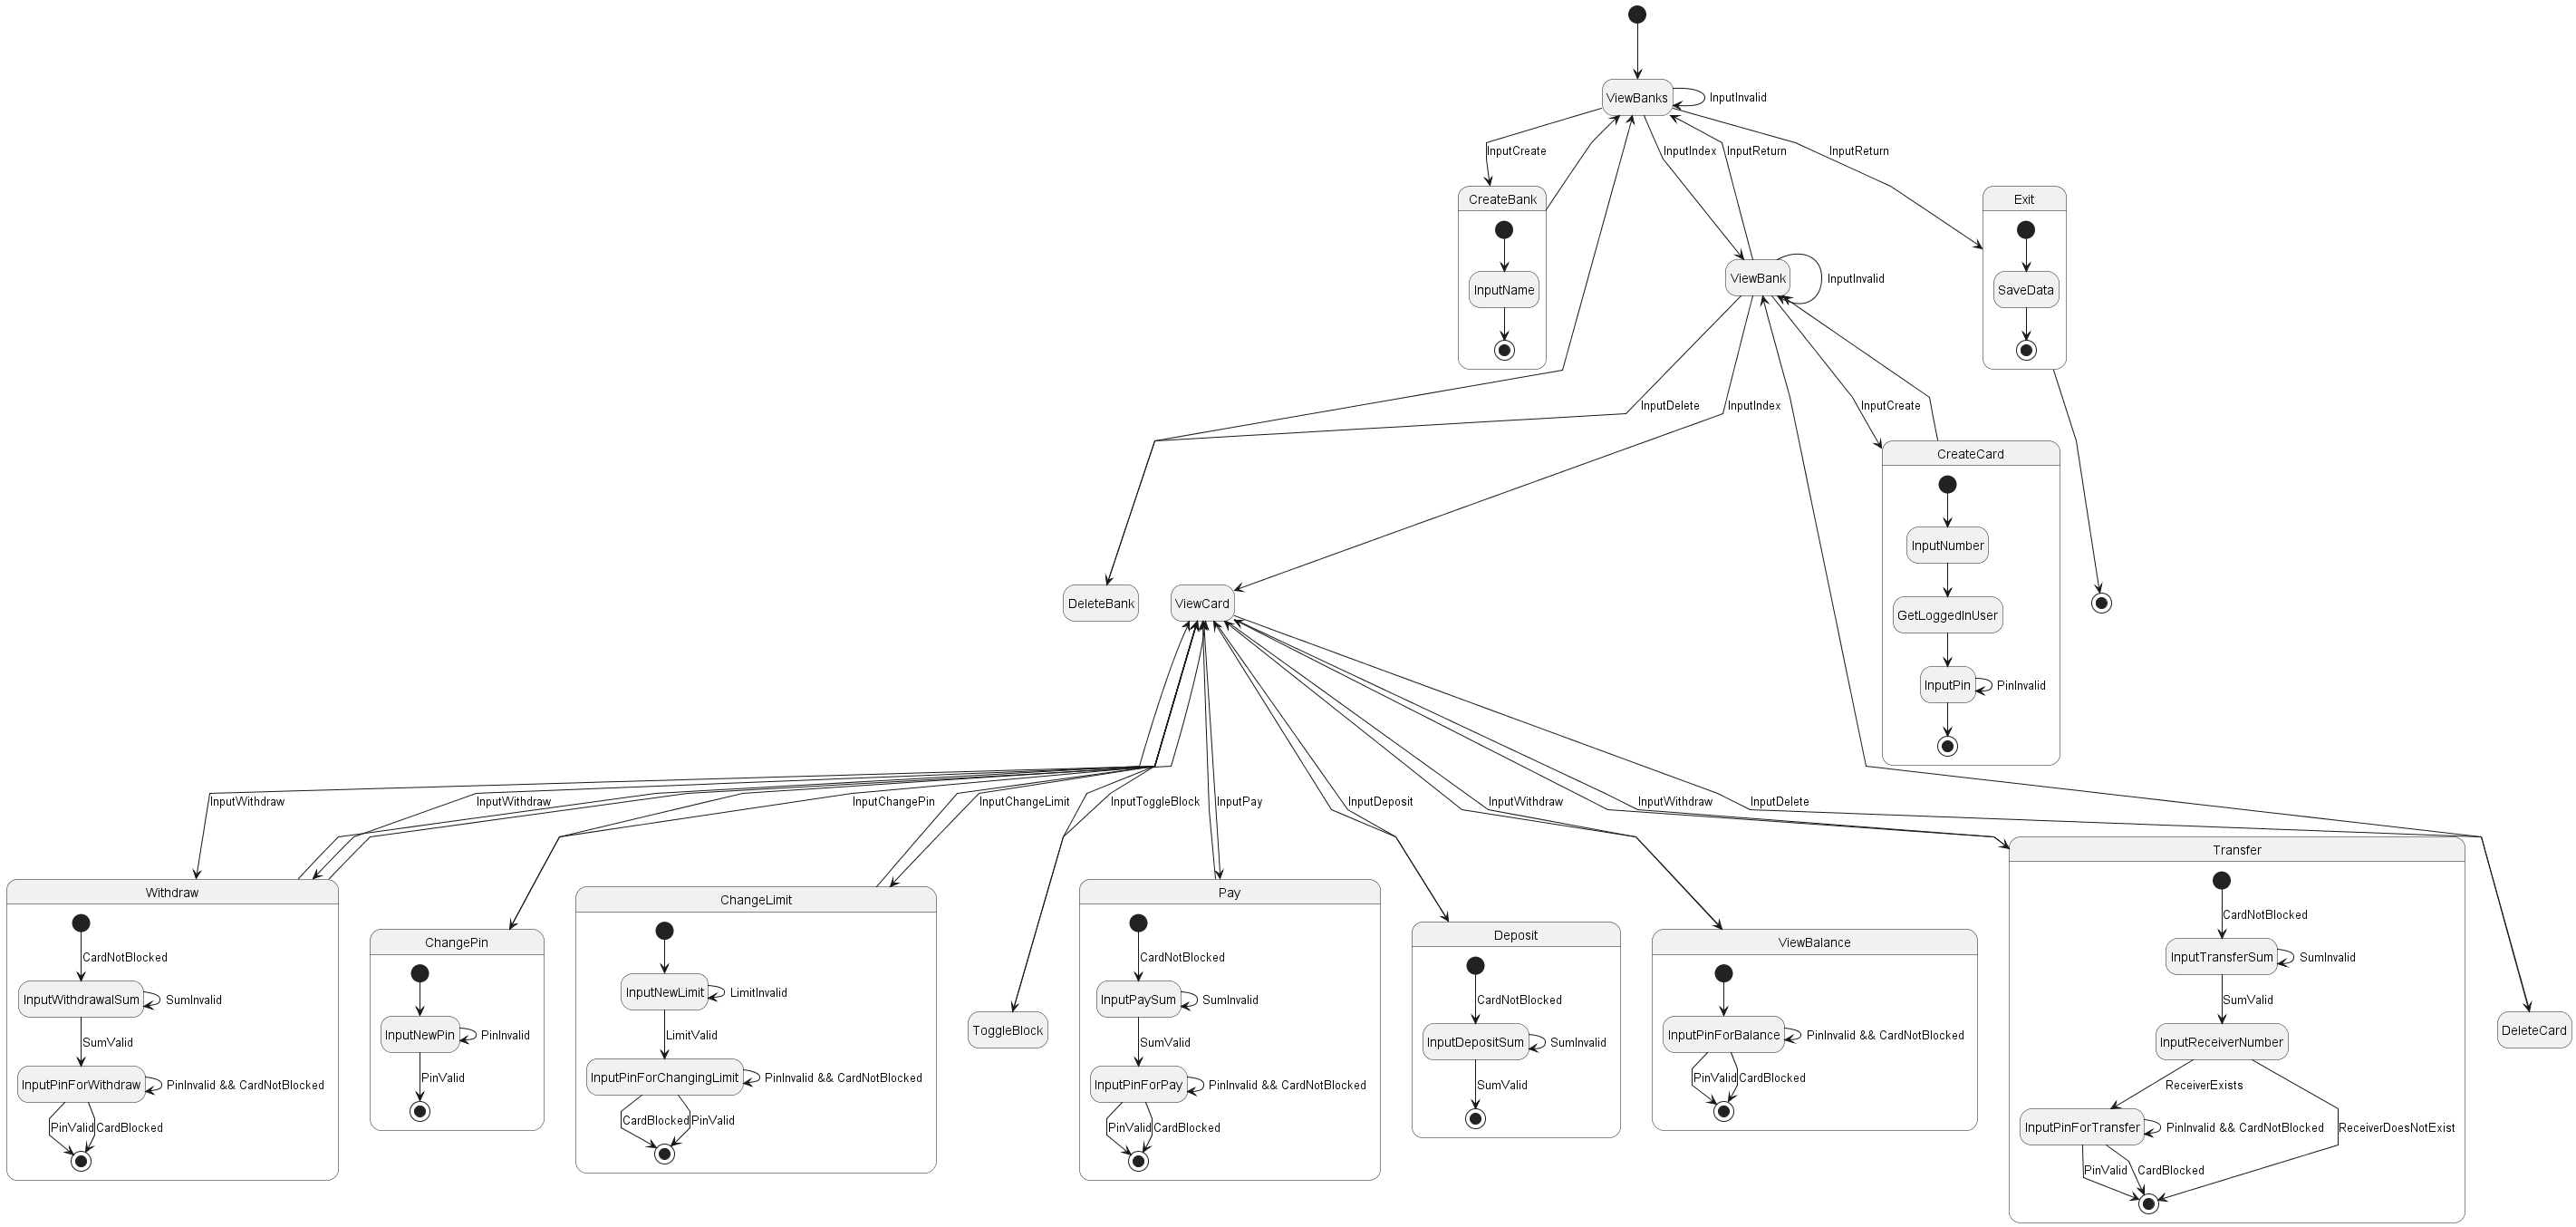 ViewBanks
InputInvalid
InputCreate
InputIndex
InputReturn
InputReturn
CreateBank
InputName
ViewBank
InputInvalid
Exit
SaveData
InputDelete
InputIndex
InputCreate
CreateCard
InputNumber
GetLoggedInUser
InputPin
PinInvalid
DeleteBank
ViewCard
InputWithdraw
InputWithdraw
InputChangePin
InputChangeLimit
InputToggleBlock
InputPay
InputDeposit
InputWithdraw
InputWithdraw
InputDelete
Withdraw
CardNotBlocked
InputWithdrawalSum
SumInvalid
SumValid
InputPinForWithdraw
PinInvalid && CardNotBlocked
PinValid
CardBlocked
ChangePin
InputNewPin
PinInvalid
PinValid
ChangeLimit
InputNewLimit
LimitInvalid
LimitValid
InputPinForChangingLimit
PinInvalid && CardNotBlocked
CardBlocked
PinValid
ToggleBlock
Pay
CardNotBlocked
InputPaySum
SumInvalid
SumValid
InputPinForPay
PinInvalid && CardNotBlocked
PinValid
CardBlocked
Deposit
CardNotBlocked
InputDepositSum
SumInvalid
SumValid
ViewBalance
InputPinForBalance
PinInvalid && CardNotBlocked
PinValid
CardBlocked
Transfer
CardNotBlocked
InputTransferSum
SumInvalid
SumValid
InputReceiverNumber
ReceiverExists
InputPinForTransfer
PinInvalid && CardNotBlocked
ReceiverDoesNotExist
PinValid
CardBlocked
DeleteCard